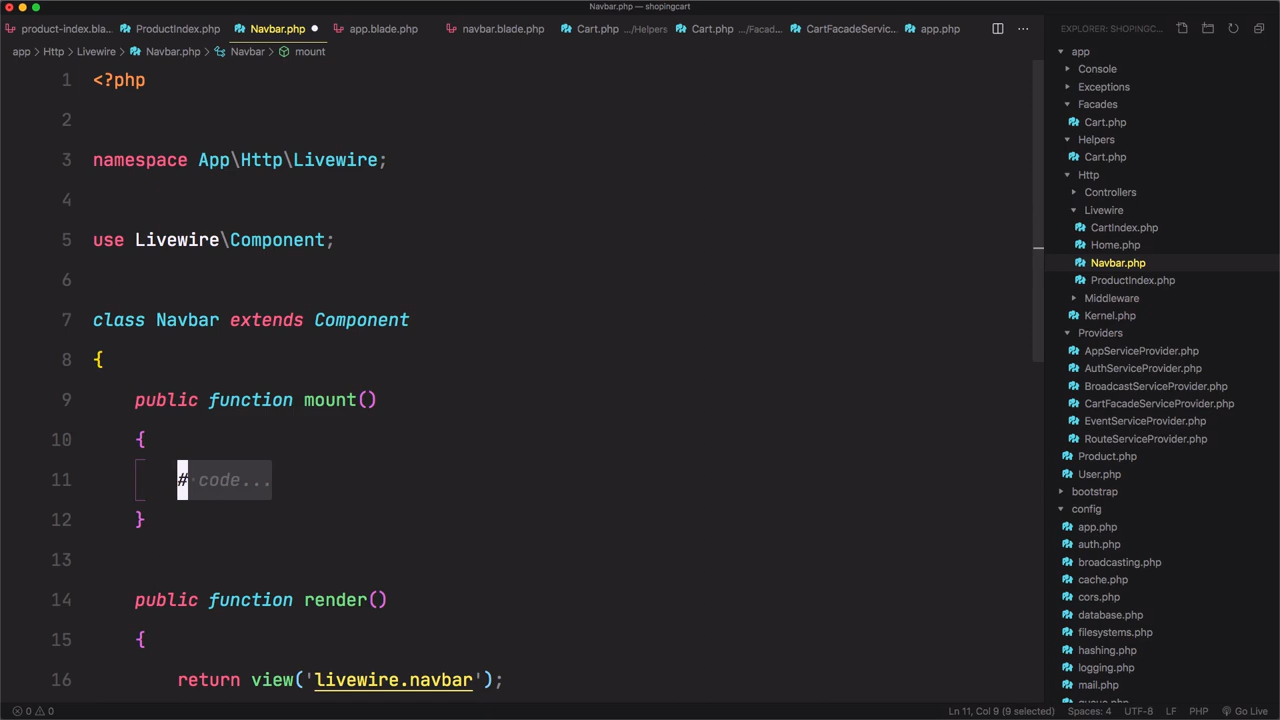 Navbar.php — shopingcart
product-index.bla...
ProductIndex.php
Navbar.php
app.blade.php
navbar.blade.php
Cart.php .../Helpers
Cart.php .../Facad...
CartFacadeServic...
app.php
EXPLORER: SHOPINGC...
app > Http > Livewire > Navbar.php > Navbar > mount
1 <?php
2
3 namespace App\Http\Livewire;
4
5 use Livewire\Component;
6
7 class Navbar extends Component
8 {
9 public function mount()
10 {
11 # code...
12 }
13
14 public function render()
15 {
16 return view('livewire.navbar');
app
Console
Exceptions
Facades
Cart.php
Helpers
Cart.php
Http
Controllers
Livewire
CartIndex.php
Home.php
Navbar.php
ProductIndex.php
Middleware
Kernel.php
Providers
AppServiceProvider.php
AuthServiceProvider.php
BroadcastServiceProvider.php
CartFacadeServiceProvider.php
EventServiceProvider.php
RouteServiceProvider.php
Product.php
User.php
bootstrap
config
app.php
auth.php
broadcasting.php
cache.php
cors.php
database.php
filesystems.php
hashing.php
logging.php
mail.php
0 0
Ln 11, Col 9 (9 selected)
Spaces: 4
UTF-8
LF
PHP
Go Live